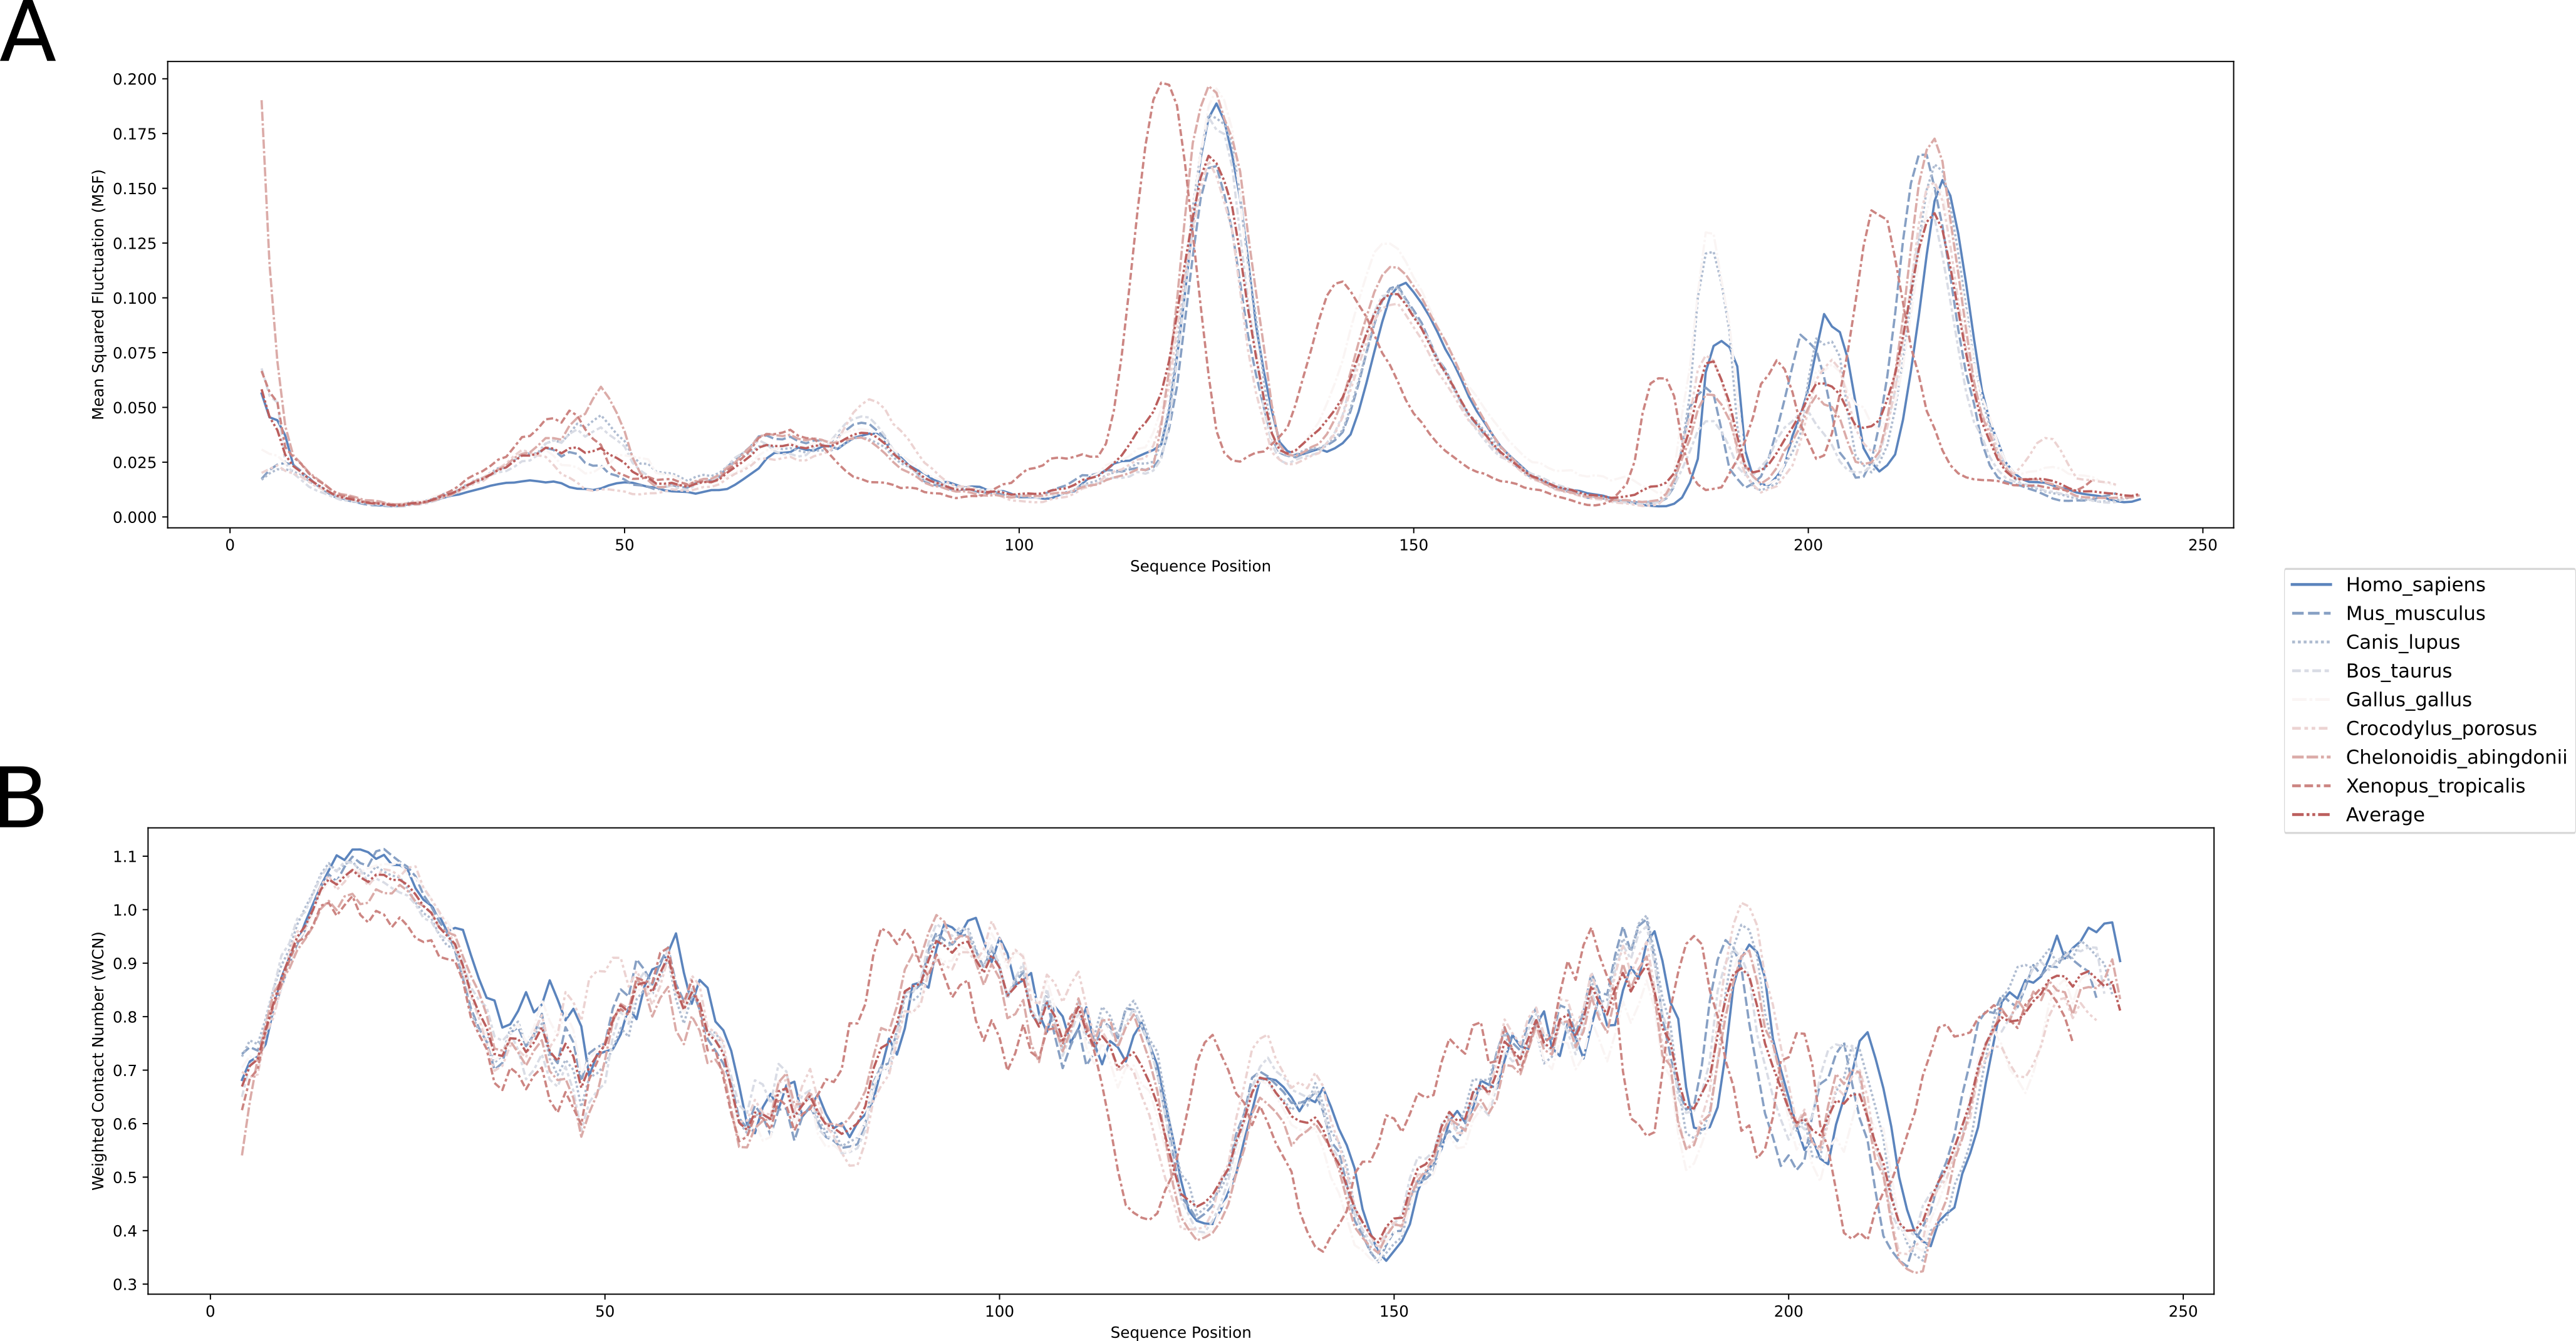 A
0.200
0.175
0.150
0.125
0.100
0.075
0.050
0.025
0.000
Mean Squared Fluctuation (MSF)
0 50 100 150 200 250
Sequence Position
Homo_sapiens
Mus_musculus
Canis_lupus
Bos_taurus
Gallus_gallus
Crocodylus_porosus
Chelonoidis_abingdonii
Xenopus_tropicalis
Average
B
1.1
1.0
0.9
0.8
0.7
0.6
0.5
0.4
0.3
Weighted Contact Number (WCN)
0 50 100 150 200 250
Sequence Position